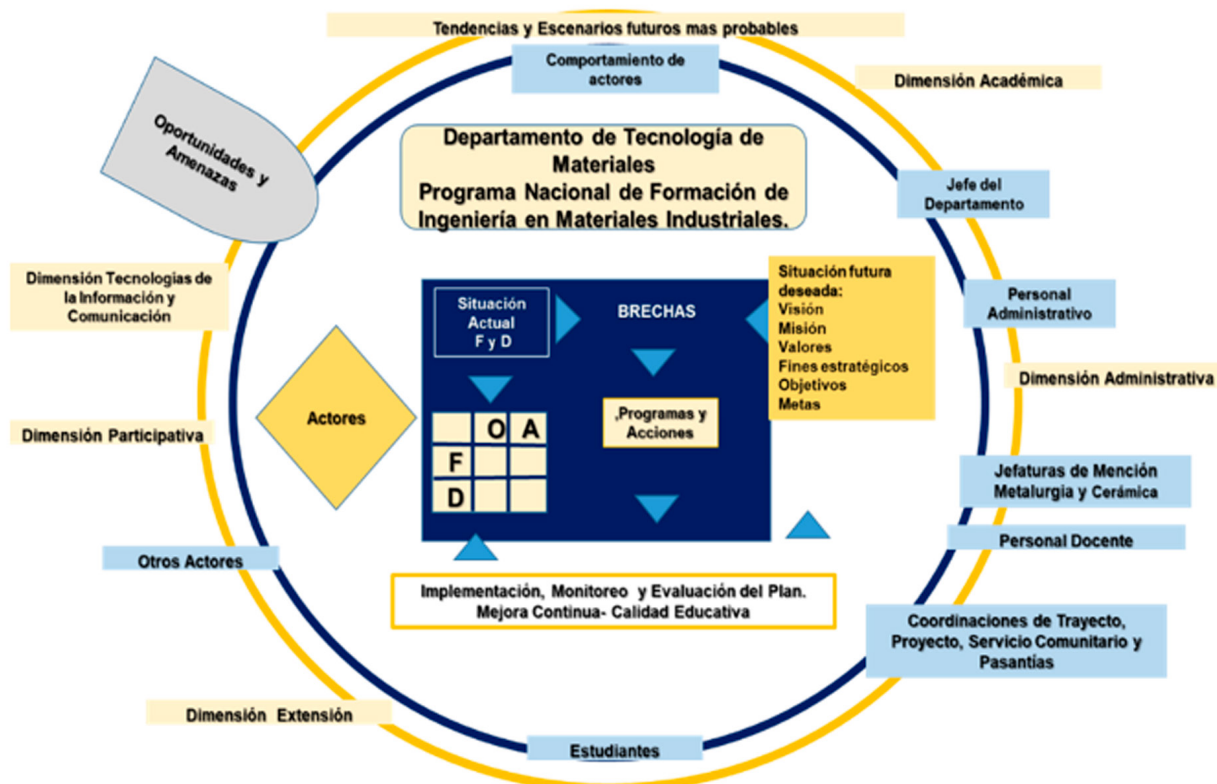 Tendencias y Escenarios futuros mas probables
Comportamiento de
actores
Dimensión Académica
Oportunidades y
Amenazas
Departamento de Tecnología de
Materiales
Programa Nacional de Formación de
Ingeniería en Materiales Industriales.
Jefe del
Departamento
Dimensión Tecnologías de
la Información y
Comunicación
Situación
Actual
F y D
BRECHAS
Situación futura
deseada:
Visión
Misión
Valores
Fines estratégicos
Objetivos
Metas
Personal
Administrativo
Dimensión Administrativa
Actores
Dimensión Participativa
,Programas y
Acciones
O A
F
D
Jefaturas de Mención
Metalurgia y Cerámica
Personal Docente
Otros Actores
Implementación, Monitoreo y Evaluación del Plan.
Mejora Continua- Calidad Educativa
Coordinaciones de Trayecto,
Proyecto, Servicio Comunitario y
Pasantías
Dimensión Extensión
Estudiantes